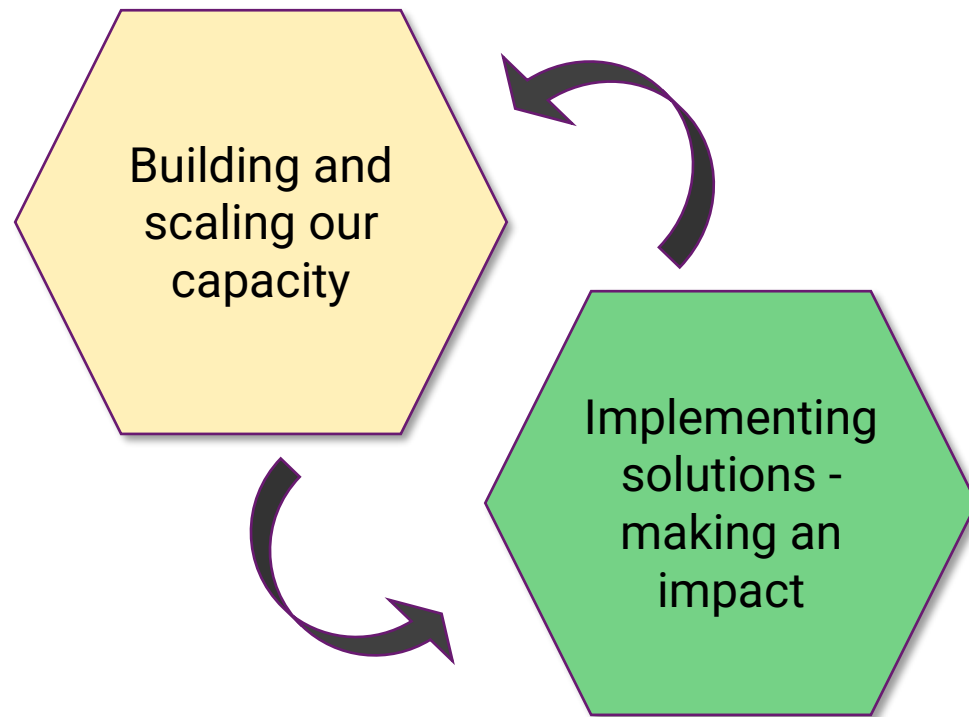 Building and
scaling our
capacity
Implementing
solutions -
making an
impact